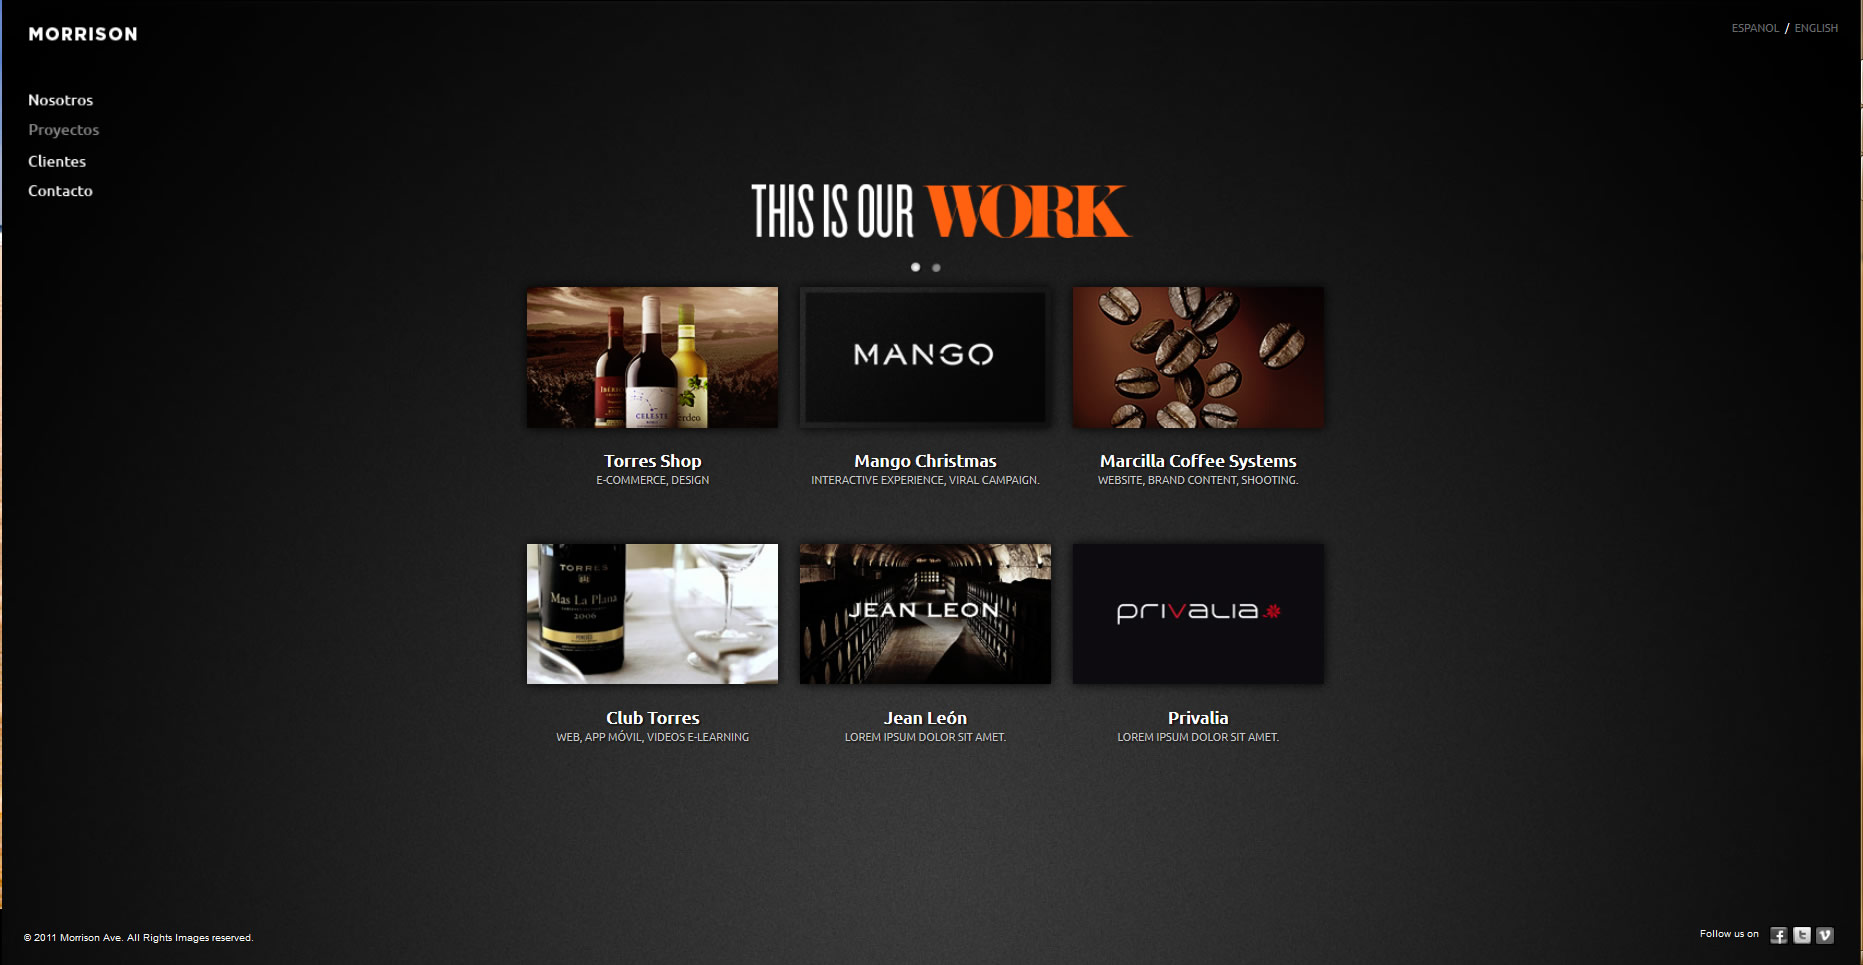 MORRISON
ESPANOL / ENGLISH
Nosotros
Proyectos
Clientes
Contacto
THIS IS OUR WORK
CELESTE
MANGO
Torres Shop
E-COMMERCE, DESIGN
Mango Christmas
INTERACTIVE EXPERIENCE, VIRAL CAMPAIGN.
Marcilla Coffee Systems
WEBSITE, BRAND CONTENT, SHOOTING.
TORRES
Mas La Plana
2006
JEAN LEON
privalia
Club Torres
WEB, APP MÓVIL, VIDEOS E-LEARNING
Jean León
LOREM IPSUM DOLOR SIT AMET.
Privalia
LOREM IPSUM DOLOR SIT AMET.
© 2011 Morrison Ave. All Rights Images reserved.
Follow us on